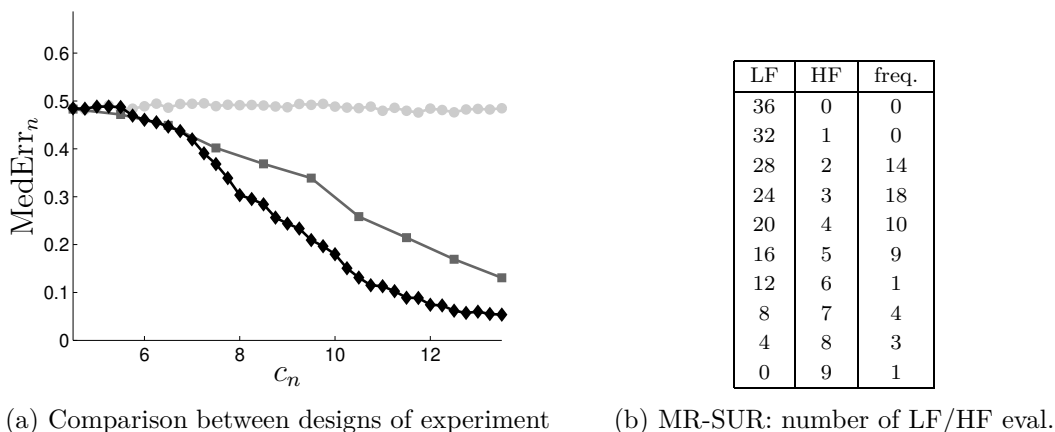 0.6
0.5
0.4
0.3
0.2
0.1
0
MedErrₙ
6 8 10 12
cₙ
(a) Comparison between designs of experiment
LF HF freq.
36 0 0
32 1 0
28 2 14
24 3 18
20 4 10
16 5 9
12 6 1
8 7 4
4 8 3
0 9 1
(b) MR-SUR: number of LF/HF eval.